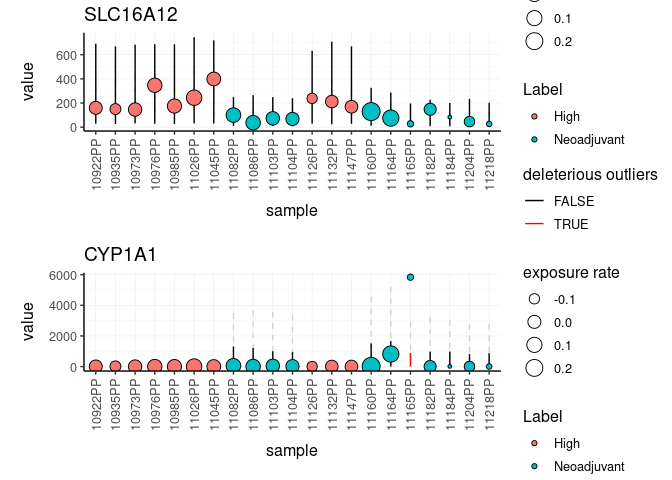 SLC16A12
0.1
0.2
value
600
400
200
0
10922PP
10935PP
10973PP
10976PP
10985PP
11026PP
11045PP
11082PP
11086PP
11103PP
11104PP
11126PP
11132PP
11147PP
11160PP
11164PP
11165PP
11182PP
11184PP
11204PP
11218PP
sample
Label
High
Neoadjuvant
deleterious outliers
FALSE
TRUE
CYP1A1
value
6000
4000
2000
0
10922PP
10935PP
10973PP
10976PP
10985PP
11026PP
11045PP
11082PP
11086PP
11103PP
11104PP
11126PP
11132PP
11147PP
11160PP
11164PP
11165PP
11182PP
11184PP
11204PP
11218PP
sample
exposure rate
-0.1
0.0
0.1
0.2
Label
High
Neoadjuvant